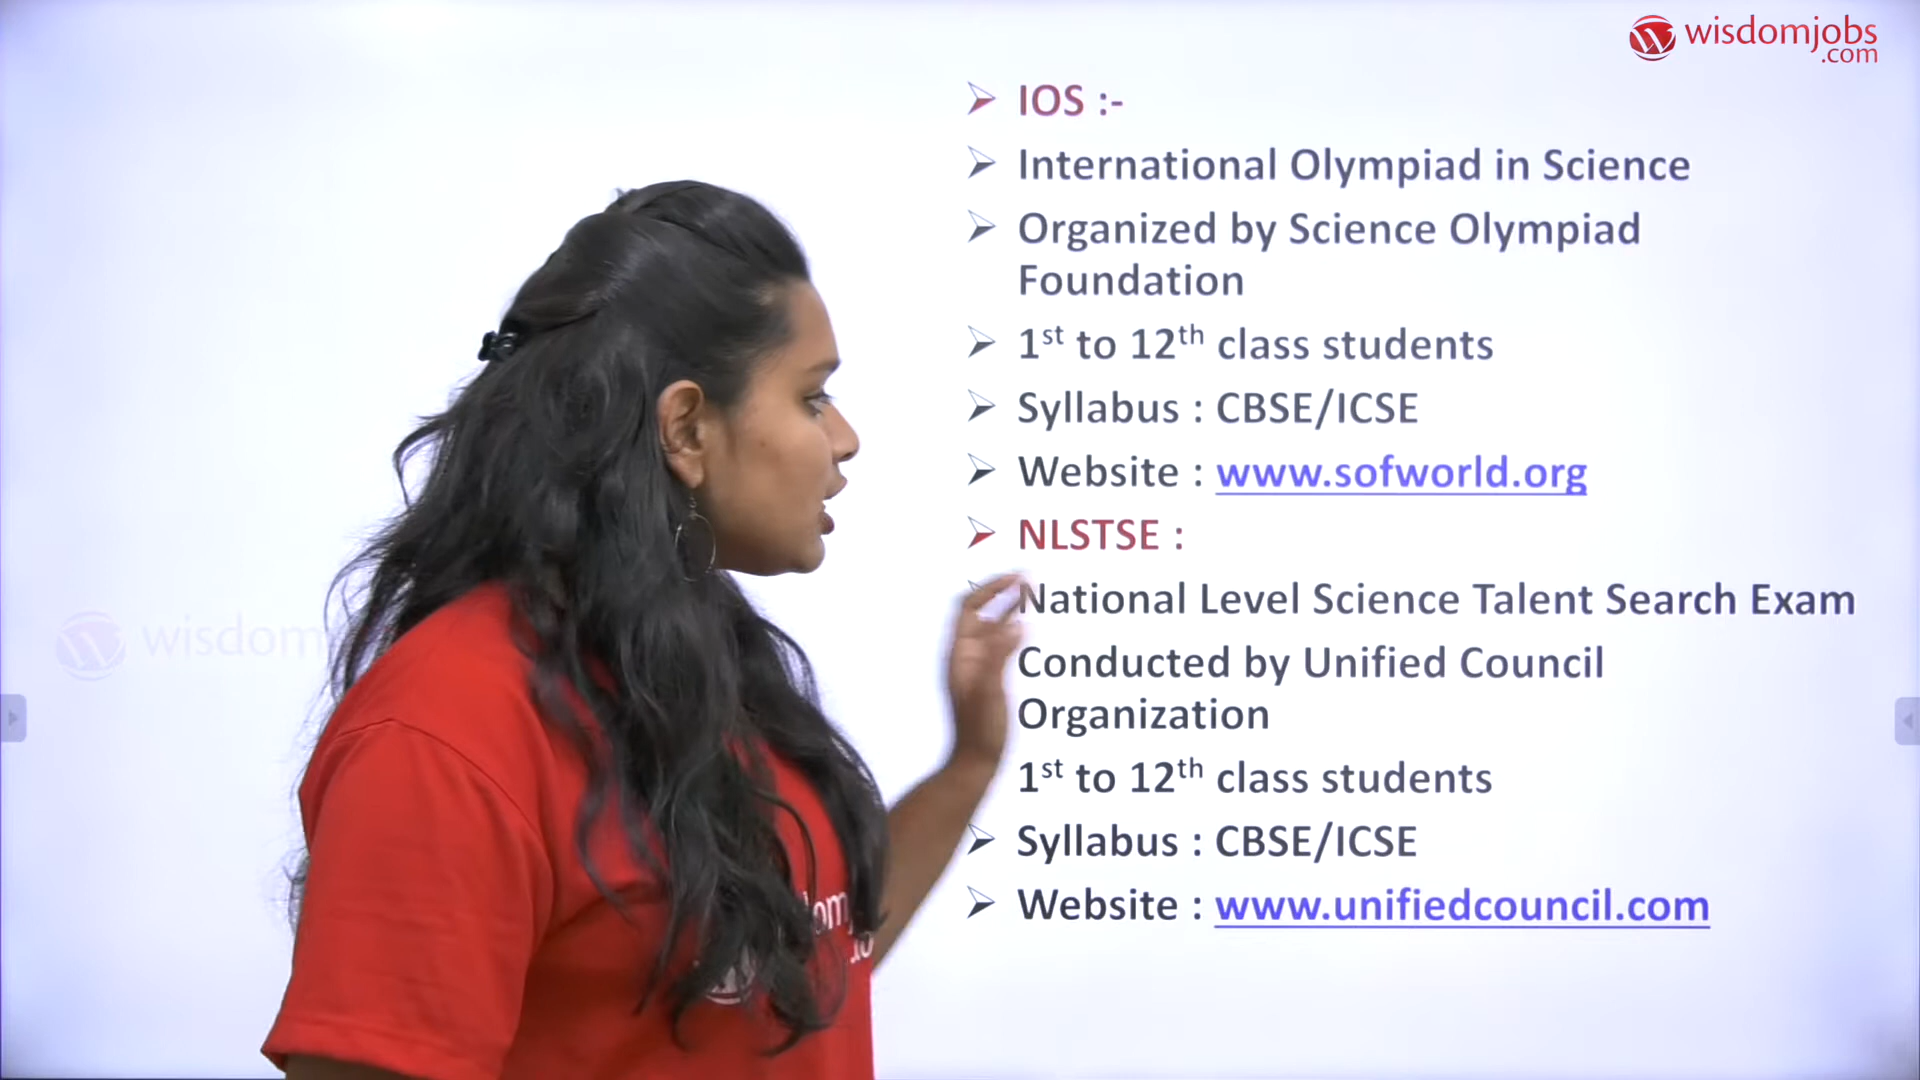 wisdomjobs
.com
IOS :-
International Olympiad in Science
Organized by Science Olympiad
Foundation
1st to 12th class students
Syllabus : CBSE/ICSE
Website : www.sofworld.org
NLSTSE :
National Level Science Talent Search Exam
wisdom
Conducted by Unified Council
Organization
1st to 12th class students
Syllabus : CBSE/ICSE
Website : www.unifiedcouncil.com